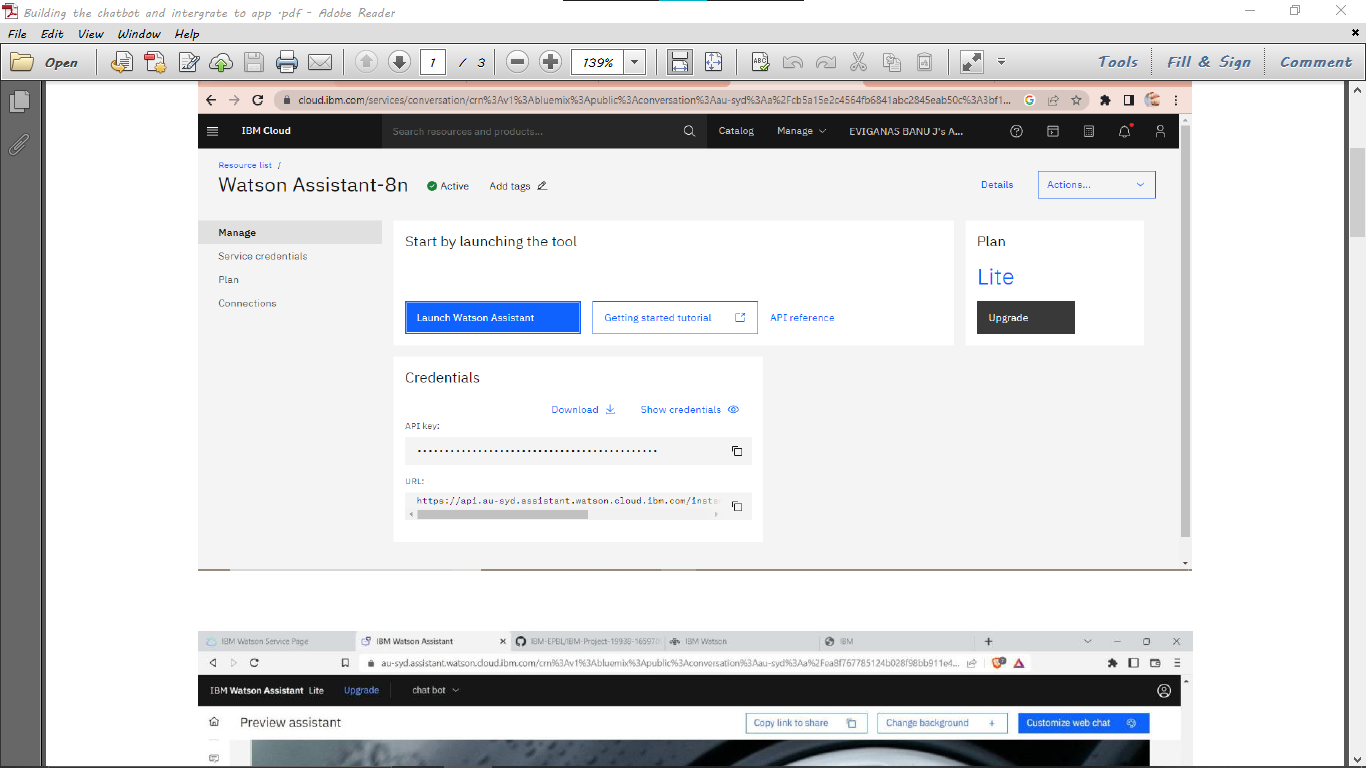 Building the chatbot and intergrate to app .pdf - Adobe Reader
File Edit View Window Help
Open 1 / 3 139% Tools Fill & Sign Comment
cloud.ibm.com/services/conversation/crn%3Av1%3Abluemix%3Apublic%3Aconversation%3Aau-syd%3Aa%2Fcb5a15e2c4564fb6841abc2845eab50c%3A3bf1...
IBM Cloud Search resources and products... Catalog Manage EVIGANAS BANU J's A...
Resource list /
Watson Assistant-8n Active Add tags Details Actions...
Manage
Service credentials
Plan
Connections
Start by launching the tool
Launch Watson Assistant Getting started tutorial API reference
Plan
Lite
Upgrade
Credentials
Download Show credentials
API key:
URL:
https://api.au-syd.assistant.watson.cloud.ibm.com/insta
IBM Watson Service Page IBM Watson Assistant IBM-EPBL/IBM-Project-19938-16597 IBM Watson IBM
au-syd.assistant.watson.cloud.ibm.com/crn%3Av1%3Abluemix%3Apublic%3Aconversation%3Aau-syd%3Aa%2Fea8f767785124b028f98bb911e4...
IBM Watson Assistant Lite Upgrade chat bot
Preview assistant Copy link to share Change background + Customize web chat